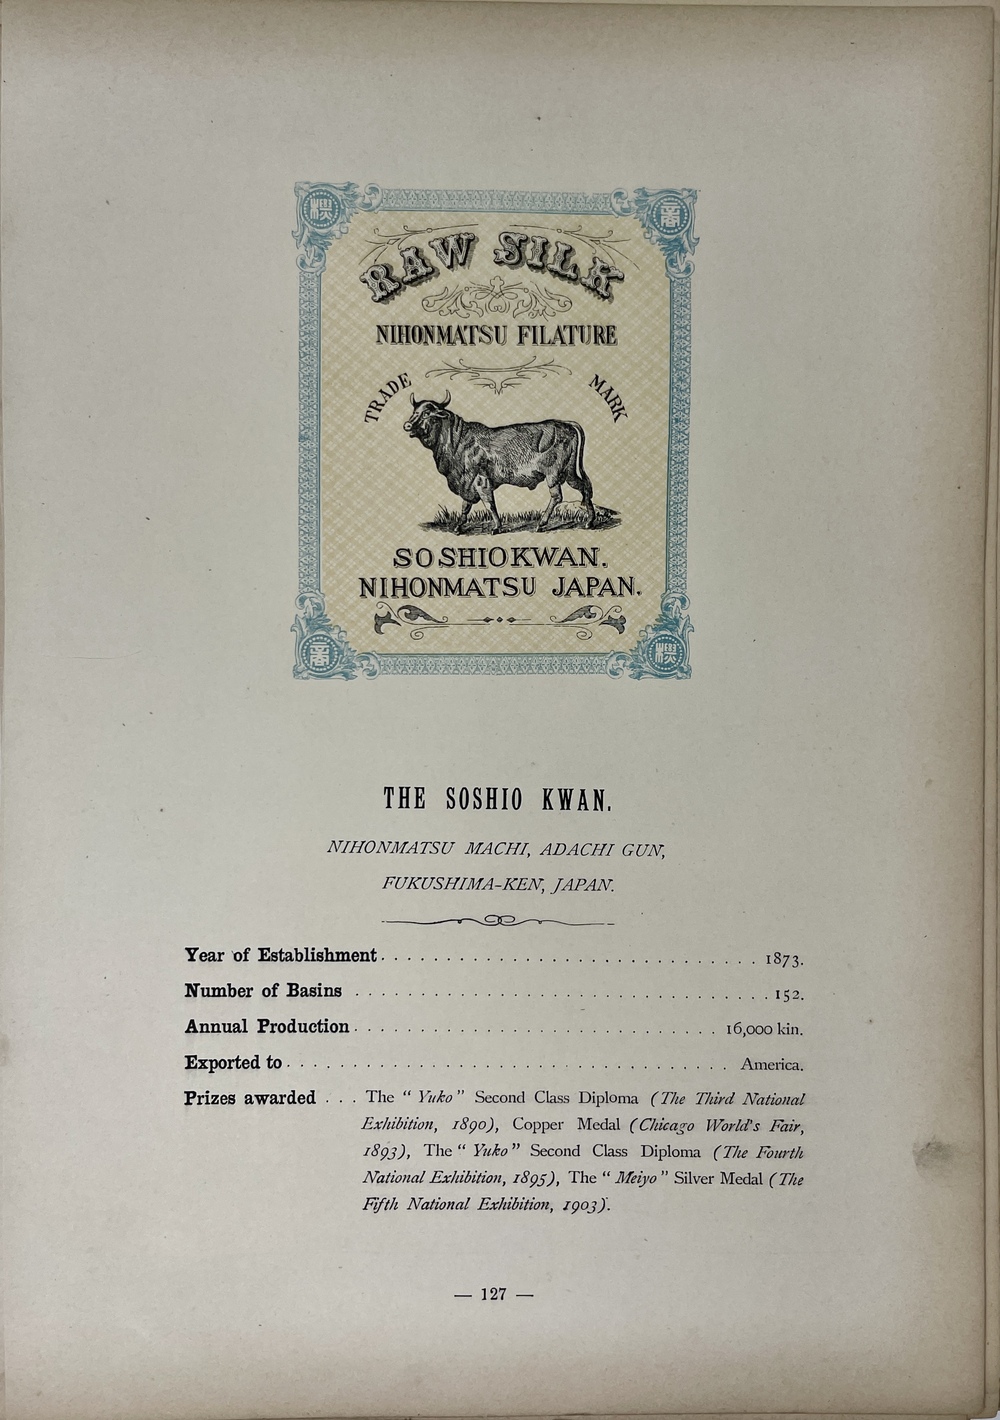 RAW SILK
NIHONMATSU FILATURE
TRADE MARK
SOSHIOKWAN.
NIHONMATSU JAPAN.
商
THE SOSHIO KWAN.
NIHONMATSU MACHI, ADACHI GUN,
FUKUSHIMA-KEN, JAPAN.
Year of Establishment . . . . . . . . . . . . . . . . . . . . . . . . . . . . . 1873.
Number of Basins . . . . . . . . . . . . . . . . . . . . . . . . . . . . . . . . 152.
Annual Production . . . . . . . . . . . . . . . . . . . . . . . . . . . . 16,000 kin.
Exported to . . . . . . . . . . . . . . . . . . . . . . . . . . . . . . . . . . America.
Prizes awarded . . . The “ Yuko ” Second Class Diploma (The Third National
Exhibition, 1890), Copper Medal (Chicago World's Fair,
1893), The “ Yuko ” Second Class Diploma (The Fourth
National Exhibition, 1895), The “ Meiyo ” Silver Medal (The
Fifth National Exhibition, 1903).
— 127 —